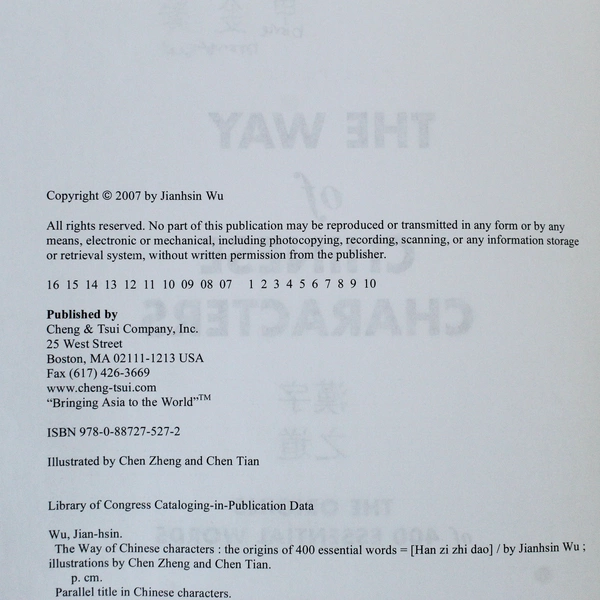 Copyright © 2007 by Jianhsin Wu
All rights reserved. No part of this publication may be reproduced or transmitted in any form or by any
means, electronic or mechanical, including photocopying, recording, scanning, or any information storage
or retrieval system, without written permission from the publisher.
16 15 14 13 12 11 10 09 08 07 1 2 3 4 5 6 7 8 9 10
Published by
Cheng & Tsui Company, Inc.
25 West Street
Boston, MA 02111-1213 USA
Fax (617) 426-3669
www.cheng-tsui.com
“Bringing Asia to the World”™
ISBN 978-0-88727-527-2
Illustrated by Chen Zheng and Chen Tian
Library of Congress Cataloging-in-Publication Data
Wu, Jian-hsin.
The Way of Chinese characters : the origins of 400 essential words = [Han zi zhi dao] / by Jianhsin Wu ;
illustrations by Chen Zheng and Chen Tian.
p. cm.
Parallel title in Chinese characters.